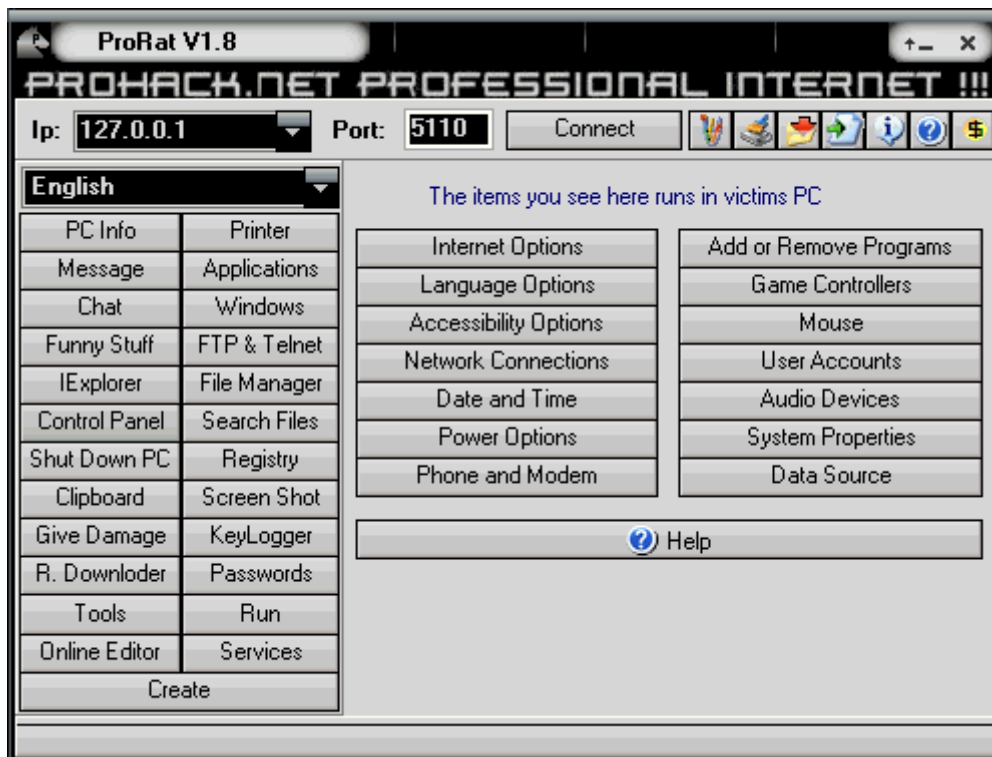 ProRat V1.8
PROHACK.NET PROFESSIONAL INTERNET !!!
Ip: 127.0.0.1 Port: 5110 Connect
English
PC Info Printer
Message Applications
Chat Windows
Funny Stuff FTP & Telnet
IExplorer File Manager
Control Panel Search Files
Shut Down PC Registry
Clipboard Screen Shot
Give Damage KeyLogger
R. Downloder Passwords
Tools Run
Online Editor Services
Create
The items you see here runs in victims PC
Internet Options Add or Remove Programs
Language Options Game Controllers
Accessibility Options Mouse
Network Connections User Accounts
Date and Time Audio Devices
Power Options System Properties
Phone and Modem Data Source
Help